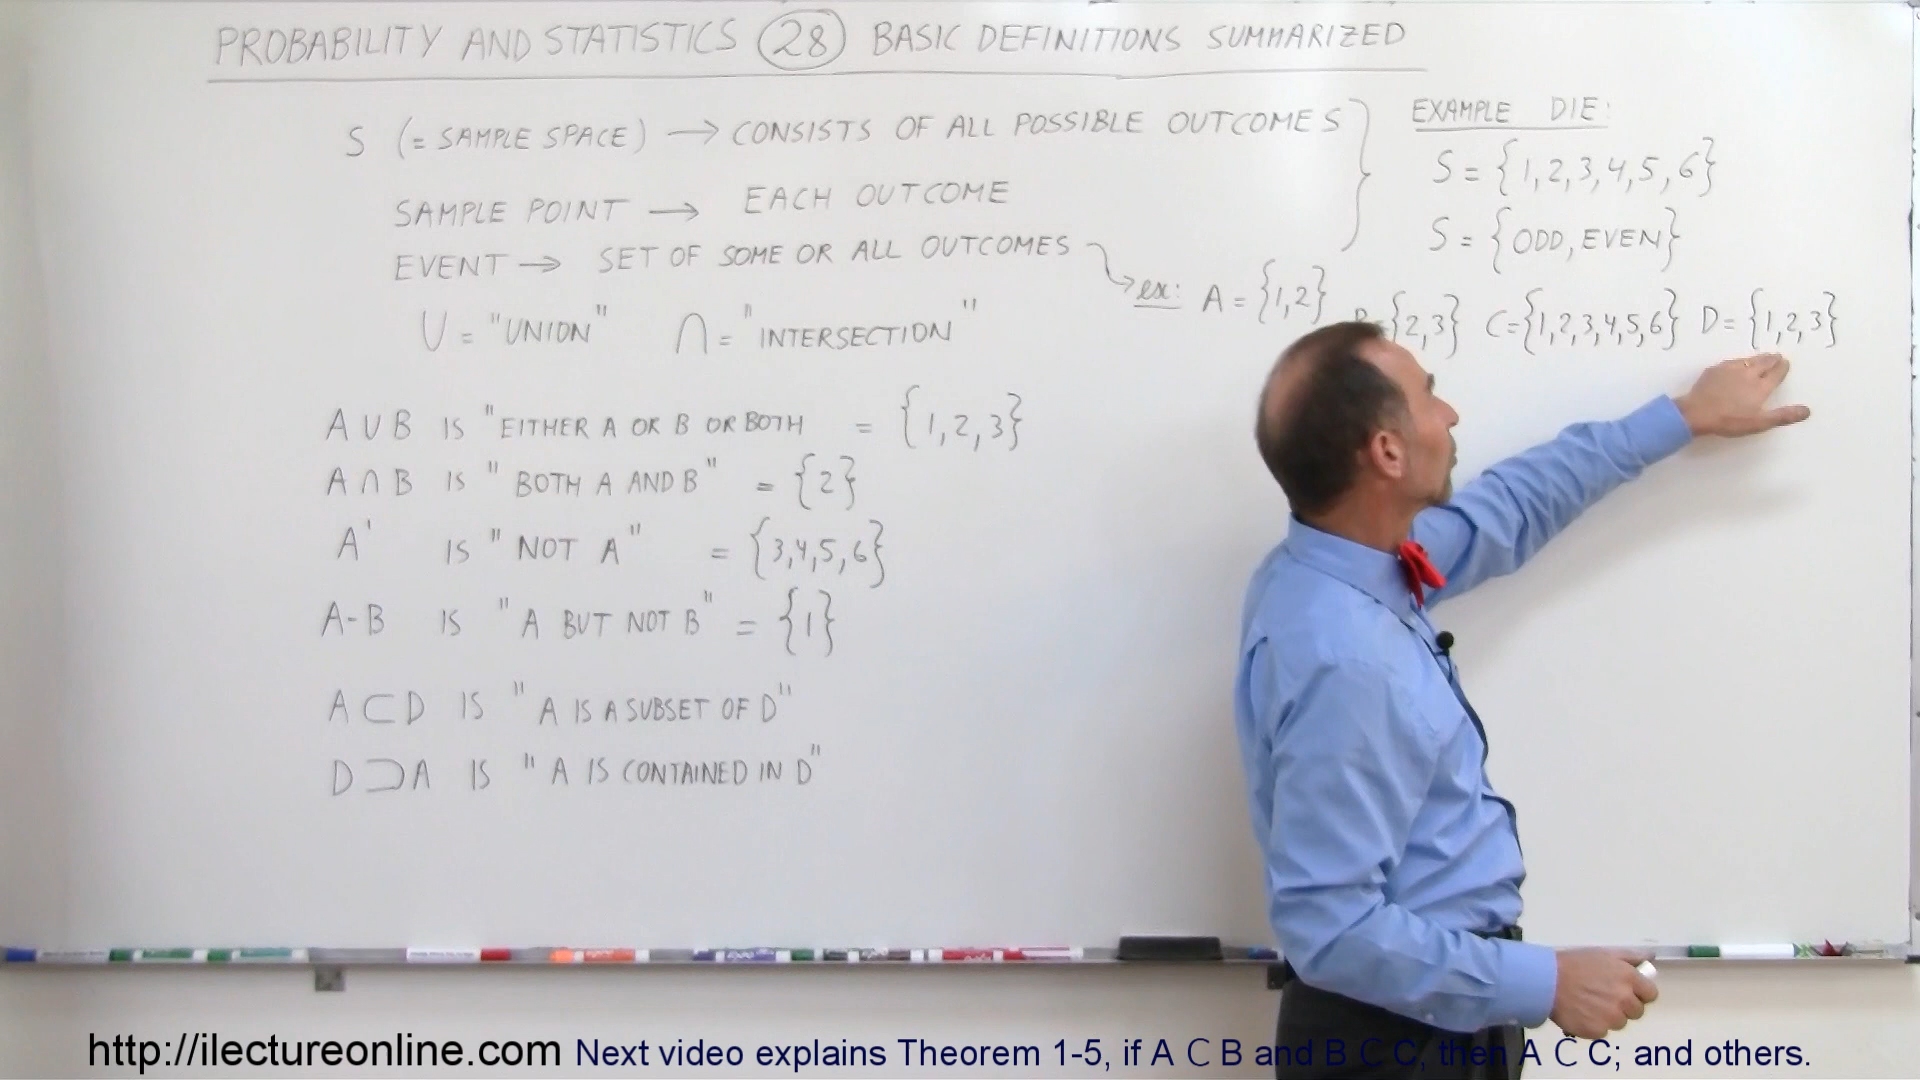 PROBABILITY AND STATISTICS 28 BASIC DEFINITIONS SUMMARIZED
S (= SAMPLE SPACE) → CONSISTS OF ALL POSSIBLE OUTCOMES
SAMPLE POINT → EACH OUTCOME
EVENT → SET OF SOME OR ALL OUTCOMES
EXAMPLE DIE:
S = {1,2,3,4,5,6}
S = {ODD, EVEN}
ex: A = {1,2}
={2,3} C={1,2,3,4,5,6} D= {1,2,3}
U = "UNION" ∩ = "INTERSECTION"
A U B IS "EITHER A OR B OR BOTH = {1,2,3}
A ∩ B IS "BOTH A AND B" = {2}
A' IS "NOT A" = {3,4,5,6}
A-B IS "A BUT NOT B" = {1}
A ⊂ D IS "A IS A SUBSET OF D"
D ⊃ A IS "A IS CONTAINED IN D"
http://ilectureonline.com Next video explains Theorem 1-5, if A ⊂ B and B ⊂ C, then A ⊂ C; and others.